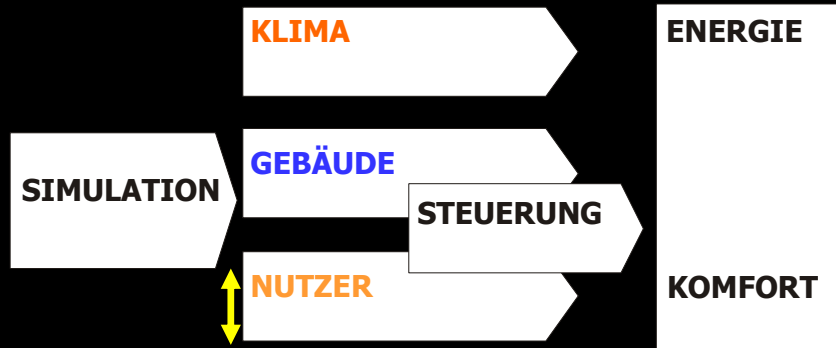 KLIMA
ENERGIE
GEBÄUDE
SIMULATION
STEUERUNG
NUTZER
KOMFORT